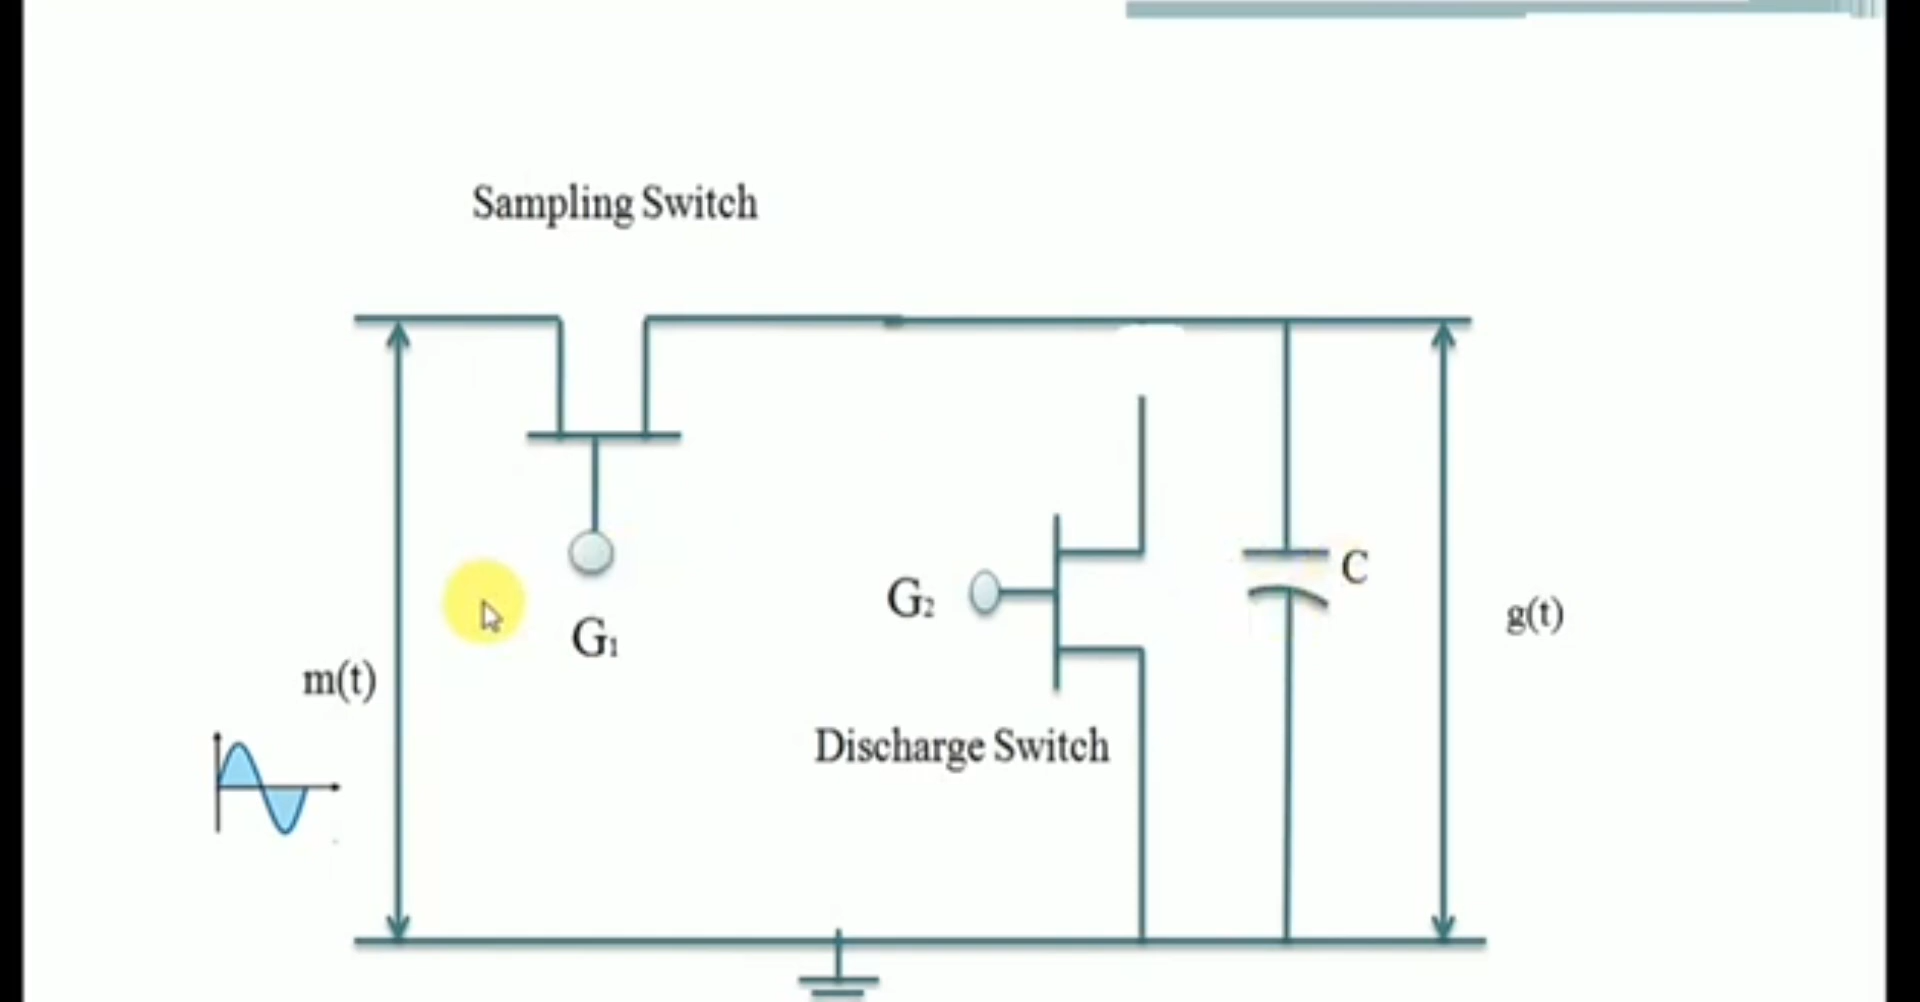 Sampling Switch
G₁
G₂
C
g(t)
m(t)
Discharge Switch